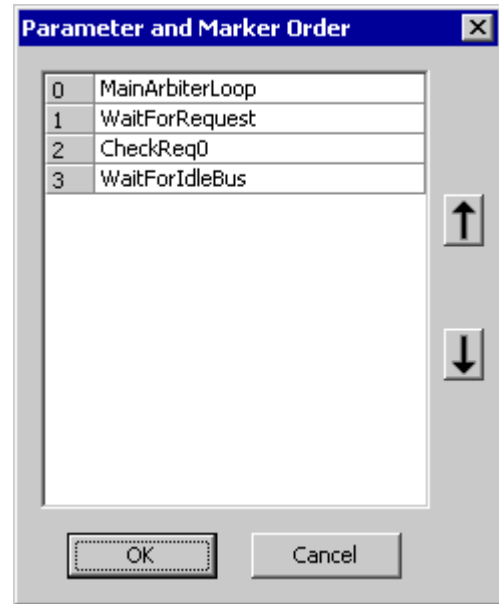 Parameter and Marker Order
0 MainArbiterLoop
1 WaitForRequest
2 CheckReq0
3 WaitForIdleBus
OK Cancel